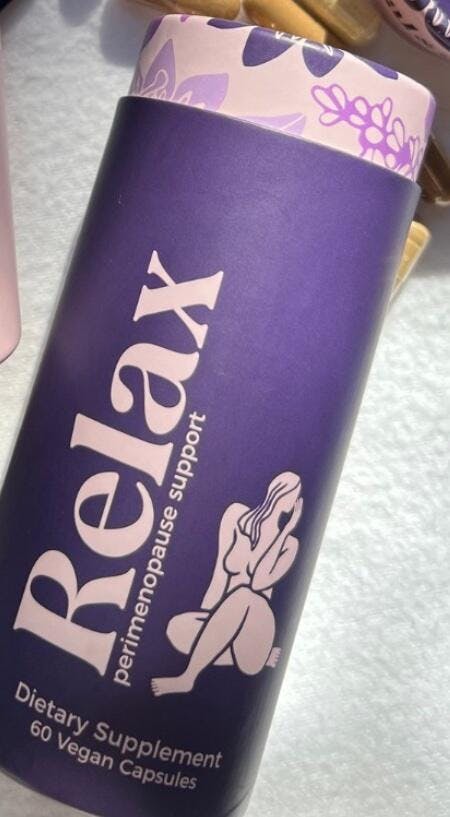 Relax
perimenopause support
Dietary Supplement
60 Vegan Capsules